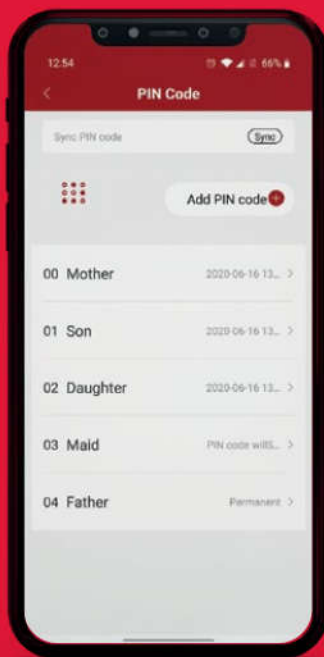 12:54 66%
PIN Code
Sync PIN code Sync
Add PIN code
00 Mother 2020-06-16 13...
01 Son 2020-06-16 13...
02 Daughter 2020-06-16 13...
03 Maid PIN code willS...
04 Father Permanent